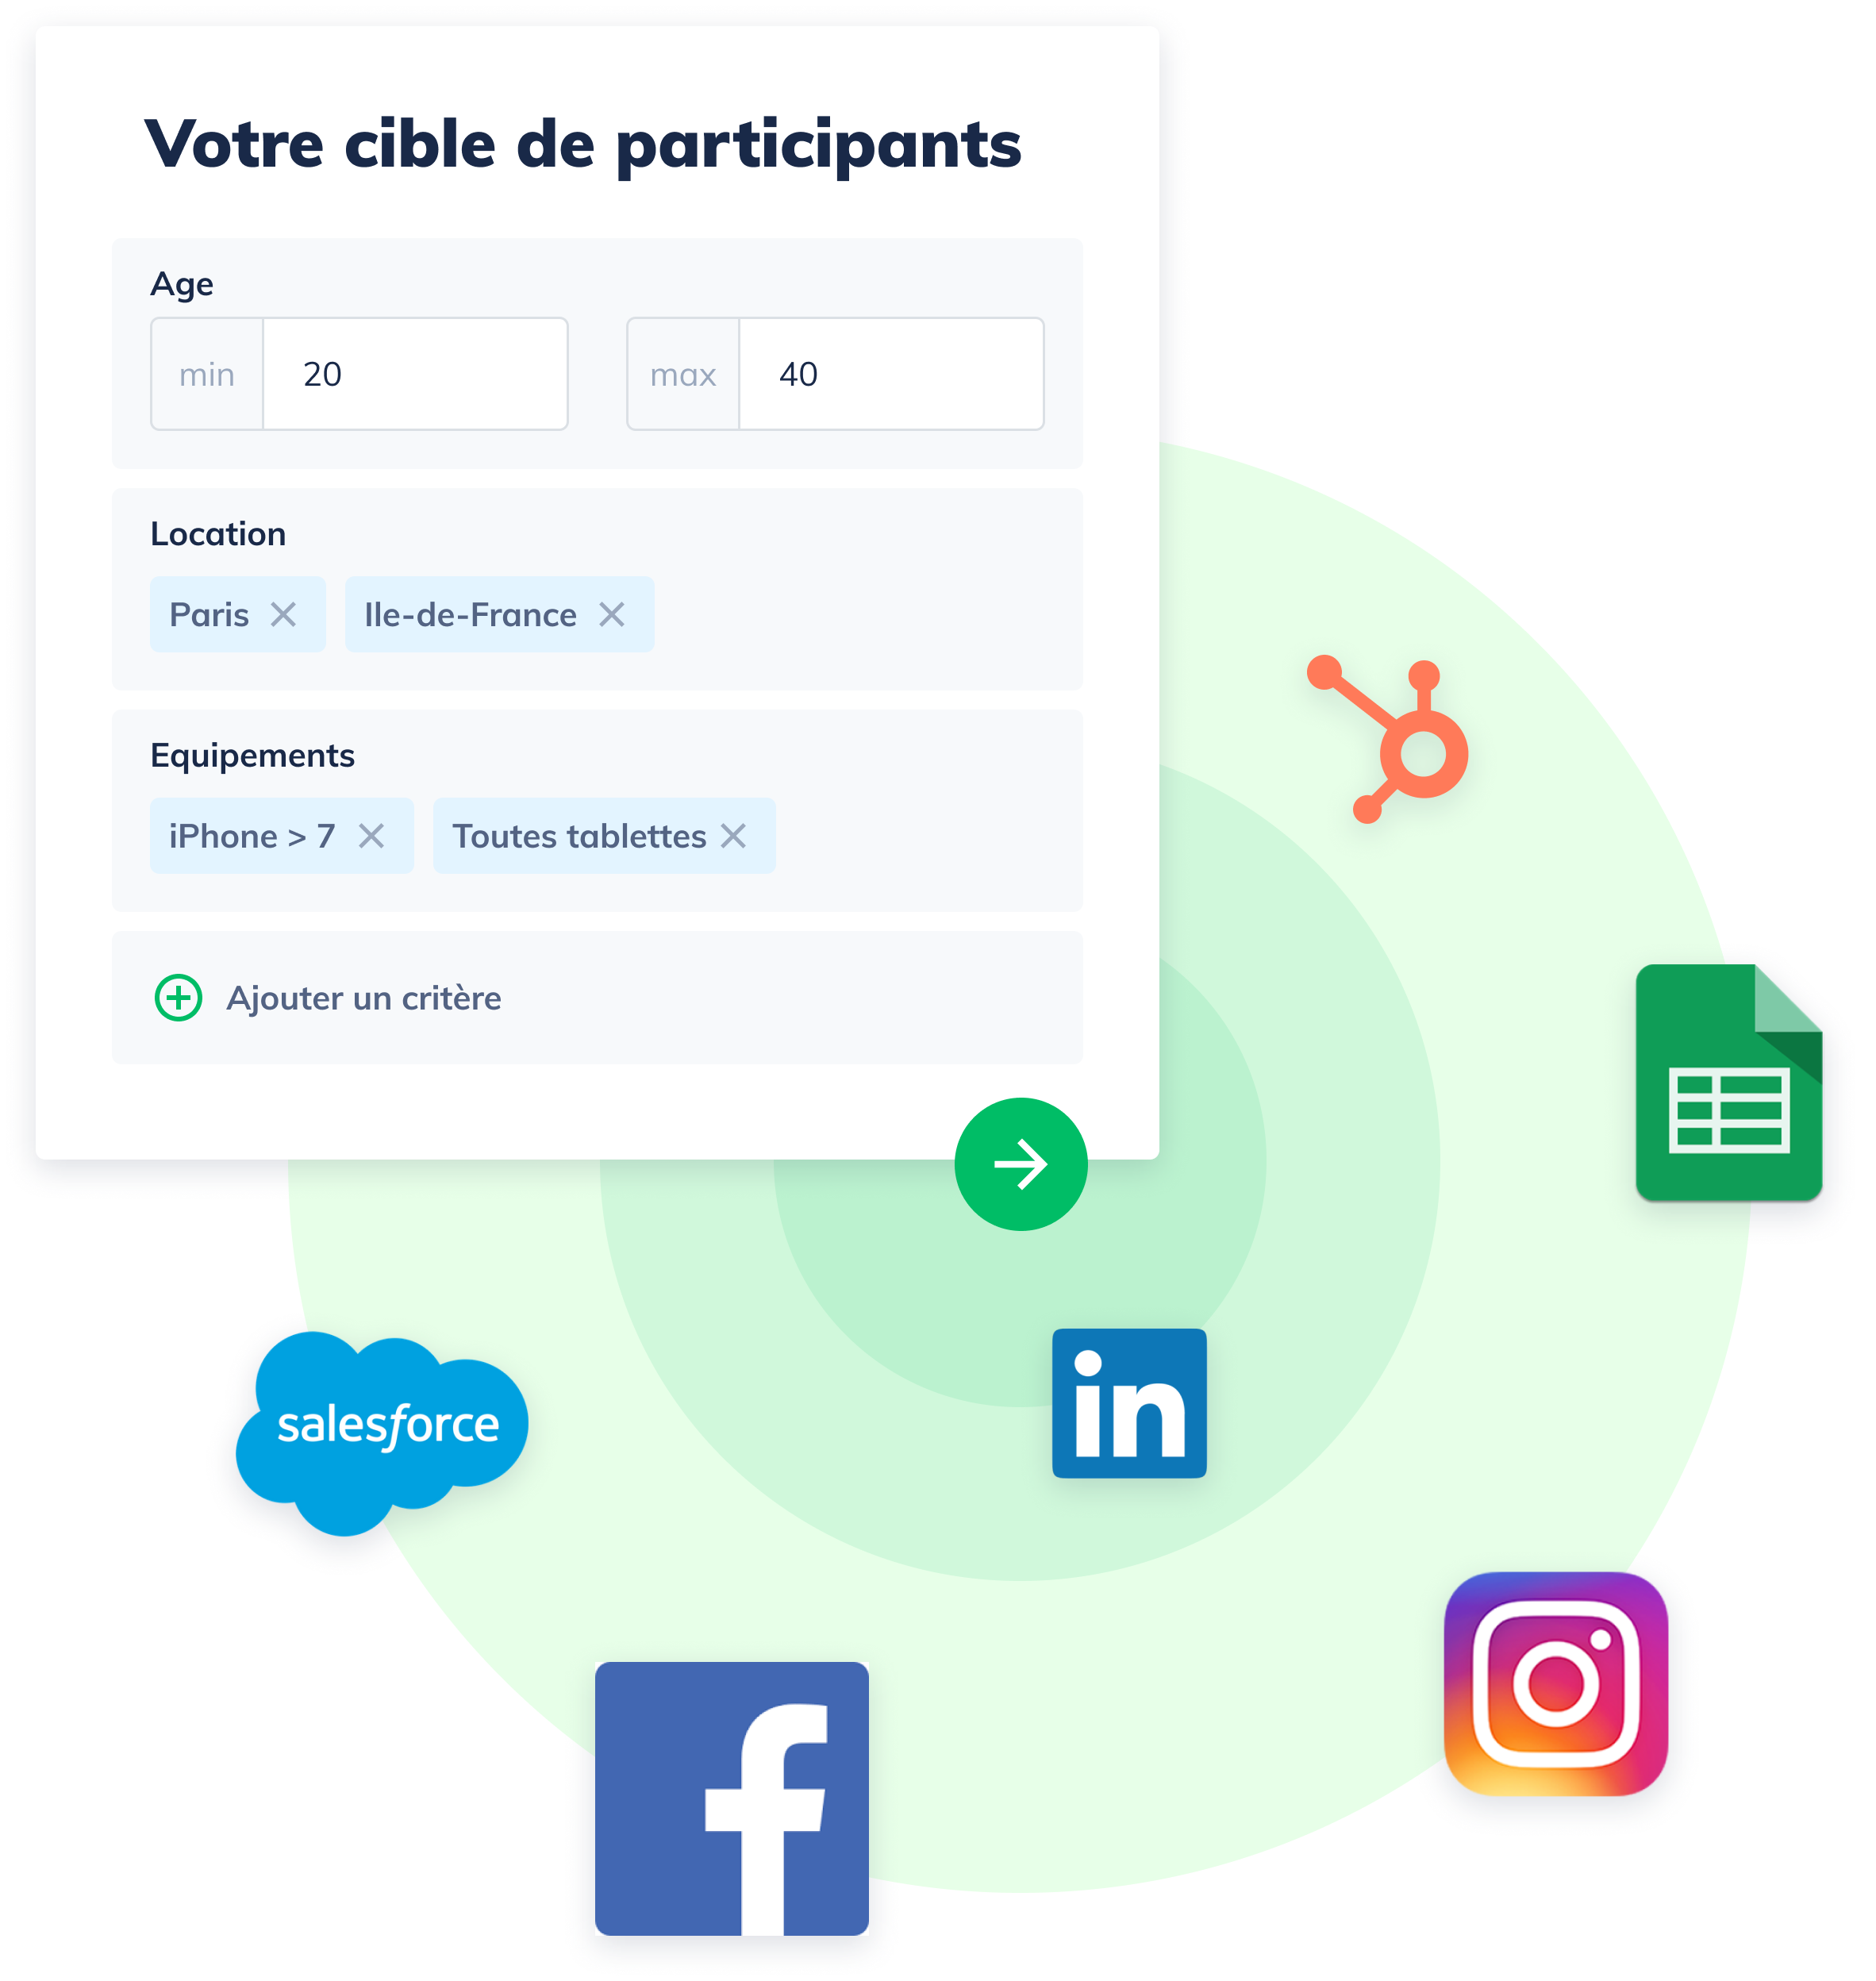 Votre cible de participants
Age
min 20 max 40
Location
Paris Ile-de-France
Equipements
iPhone > 7 Toutes tablettes
Ajouter un critère
salesforce
in
f